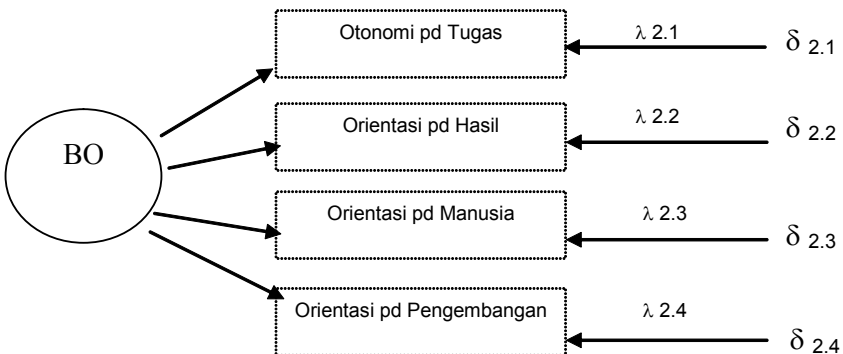 Otonomi pd Tugas
λ 2.1
δ 2.1
BO
Orientasi pd Hasil
λ 2.2
δ 2.2
Orientasi pd Manusia
λ 2.3
δ 2.3
Orientasi pd Pengembangan
λ 2.4
δ 2.4